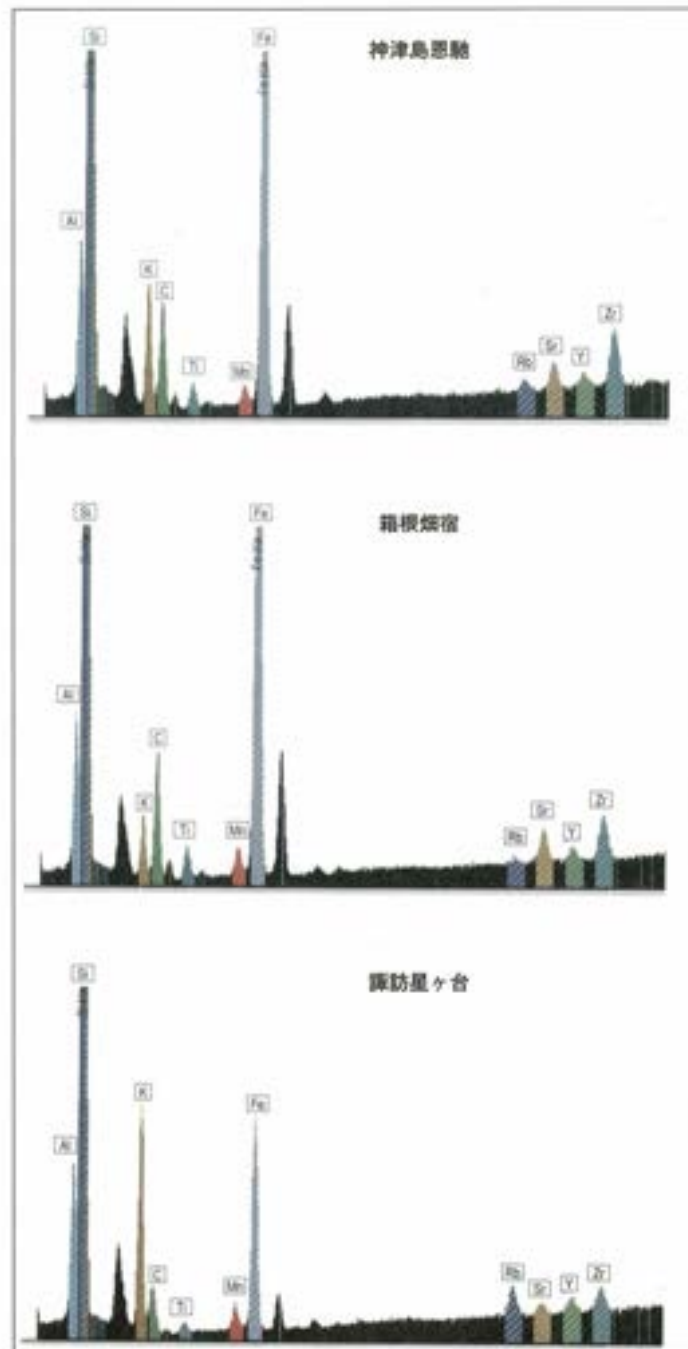 Si
Fe
神津島恩馳
Al
K
C
Ti
Mn
Rb
Sr
Y
Zr
Si
Fe
箱根畑宿
Al
K
C
Ti
Mn
Rb
Sr
Y
Zr
Si
諏訪星ヶ台
Al
K
C
Ti
Mn
Fe
Rb
Sr
Y
Zr